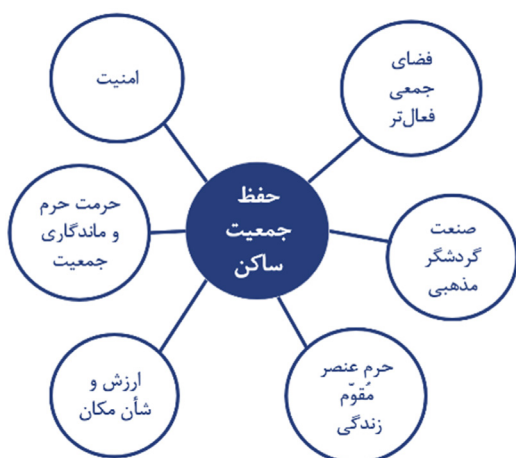 فضای
جمعی
فعال‌تر
امنیت
حفظ
جمعیت
ساکن
حرمت حرم
و ماندگاری
جمعیت
صنعت
گردشگر
مذهبی
حرم عنصر
مُقوّم
زندگی
ارزش و
شأن مکان